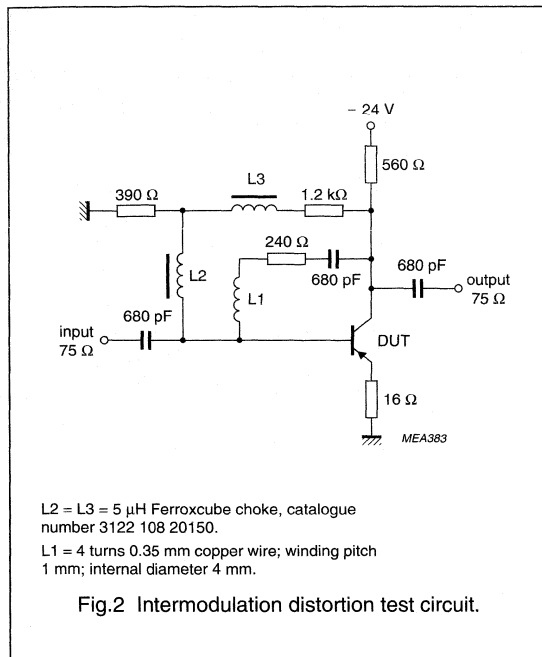 – 24 V
560 Ω
390 Ω
L3
1.2 kΩ
240 Ω
680 pF
680 pF
output
75 Ω
L2
L1
680 pF
input
75 Ω
DUT
16 Ω
MEA383
L2 = L3 = 5 μH Ferroxcube choke, catalogue
number 3122 108 20150.
L1 = 4 turns 0.35 mm copper wire; winding pitch
1 mm; internal diameter 4 mm.
Fig.2 Intermodulation distortion test circuit.